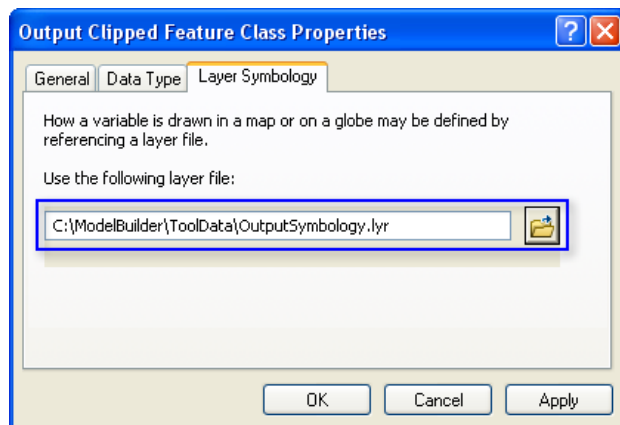 Output Clipped Feature Class Properties
General Data Type Layer Symbology
How a variable is drawn in a map or on a globe may be defined by
referencing a layer file.
Use the following layer file:
C:\ModelBuilder\ToolData\OutputSymbology.lyr
OK Cancel Apply